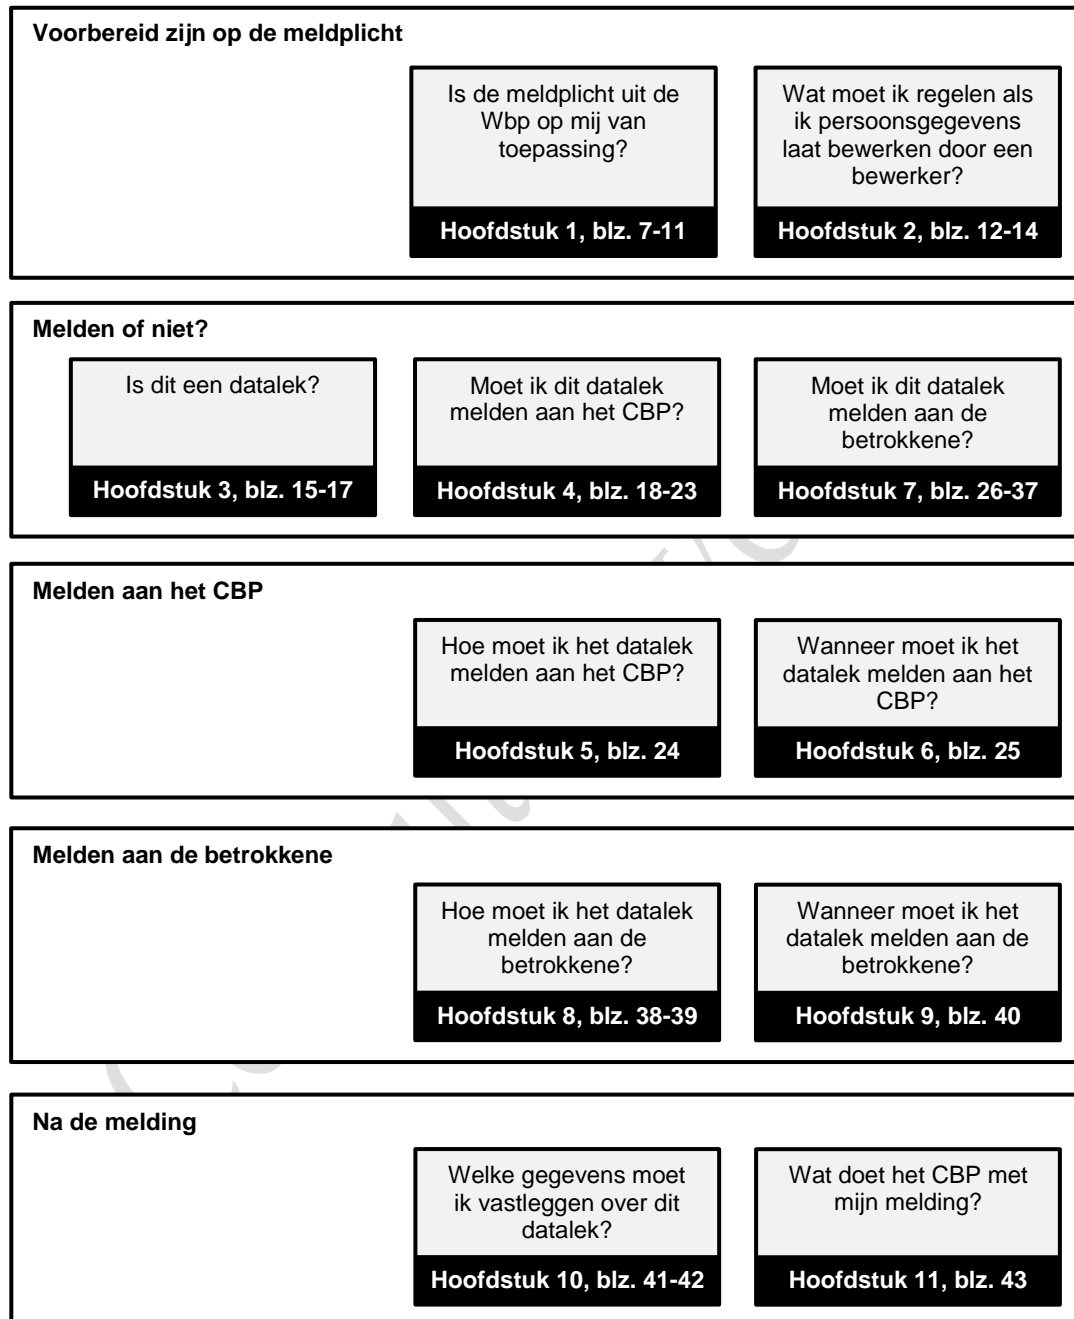 Voorbereid zijn op de meldplicht
Is de meldplicht uit de
Wbp op mij van
toepassing?
Hoofdstuk 1, blz. 7-11
Wat moet ik regelen als
ik persoonsgegevens
laat bewerken door een
bewerker?
Hoofdstuk 2, blz. 12-14
Melden of niet?
Is dit een datalek?
Hoofdstuk 3, blz. 15-17
Moet ik dit datalek
melden aan het CBP?
Hoofdstuk 4, blz. 18-23
Moet ik dit datalek
melden aan de
betrokkene?
Hoofdstuk 7, blz. 26-37
Melden aan het CBP
Hoe moet ik het datalek
melden aan het CBP?
Hoofdstuk 5, blz. 24
Wanneer moet ik het
datalek melden aan het
CBP?
Hoofdstuk 6, blz. 25
Melden aan de betrokkene
Hoe moet ik het datalek
melden aan de
betrokkene?
Hoofdstuk 8, blz. 38-39
Wanneer moet ik het
datalek melden aan de
betrokkene?
Hoofdstuk 9, blz. 40
Na de melding
Welke gegevens moet
ik vastleggen over dit
datalek?
Hoofdstuk 10, blz. 41-42
Wat doet het CBP met
mijn melding?
Hoofdstuk 11, blz. 43